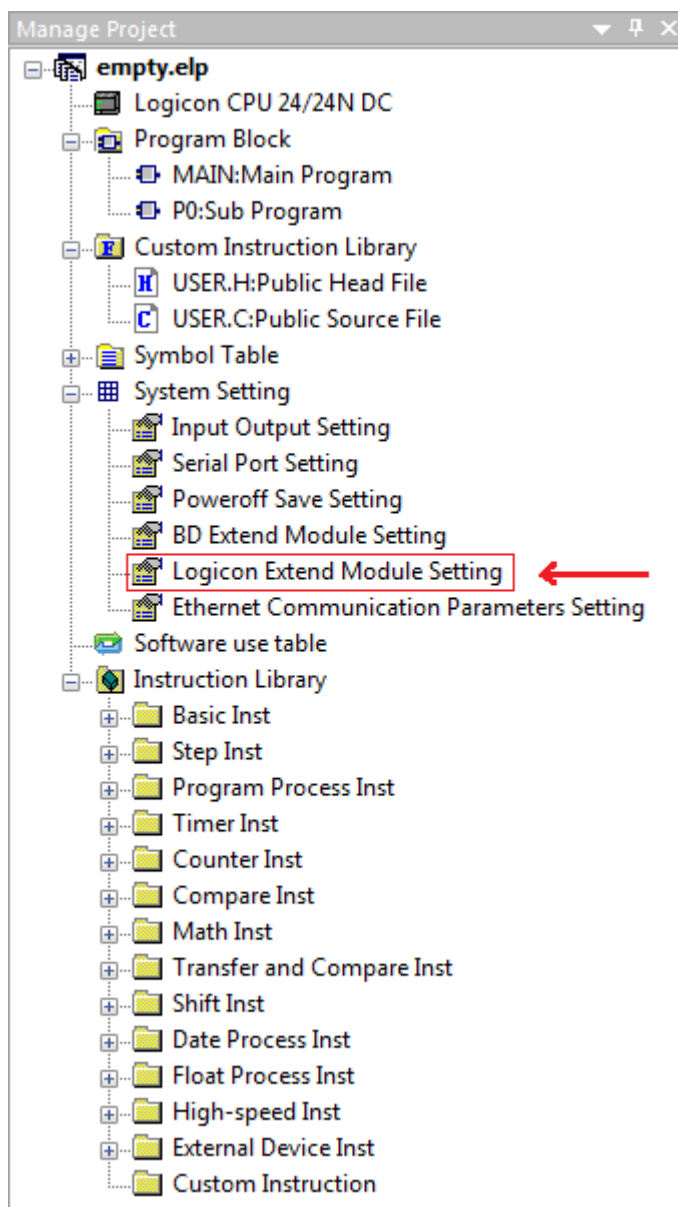 Manage Project
empty.elp
Logicon CPU 24/24N DC
Program Block
MAIN:Main Program
P0:Sub Program
Custom Instruction Library
F
H USER.H:Public Head File
C USER.C:Public Source File
Symbol Table
System Setting
Input Output Setting
Serial Port Setting
Poweroff Save Setting
BD Extend Module Setting
Logicon Extend Module Setting
Ethernet Communication Parameters Setting
Software use table
Instruction Library
Basic Inst
Step Inst
Program Process Inst
Timer Inst
Counter Inst
Compare Inst
Math Inst
Transfer and Compare Inst
Shift Inst
Date Process Inst
Float Process Inst
High-speed Inst
External Device Inst
Custom Instruction